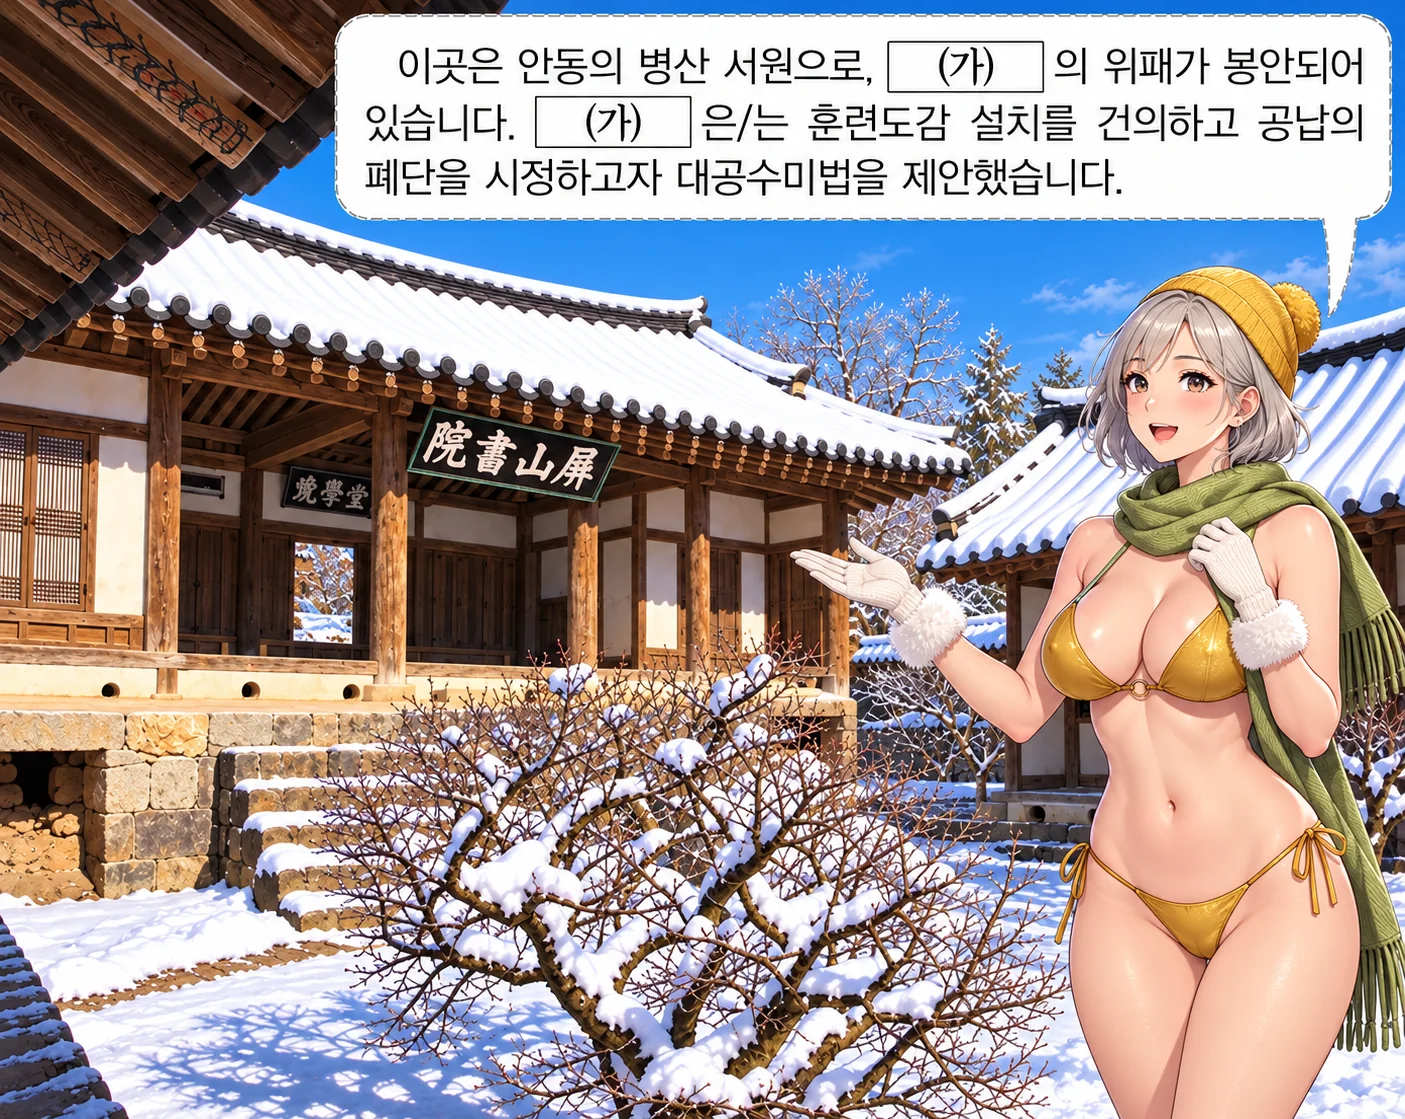 이곳은 안동의 병산 서원으로, (가) 의 위패가 봉안되어
있습니다. (가) 은/는 훈련도감 설치를 건의하고 공납의
폐단을 시정하고자 대공수미법을 제안했습니다.
院書山屛